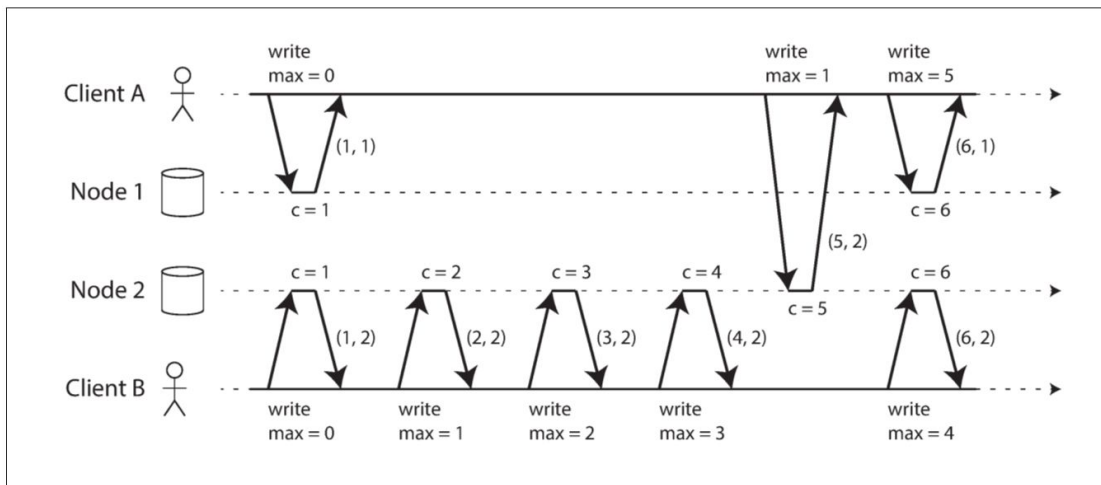 write
max = 0
write
max = 1
write
max = 5
Client A
(1, 1)
(6, 1)
Node 1
c = 1
c = 6
(5, 2)
c = 1
c = 2
c = 3
c = 4
c = 6
Node 2
c = 5
(1, 2)
(2, 2)
(3, 2)
(4, 2)
(6, 2)
Client B
write
max = 0
write
max = 1
write
max = 2
write
max = 3
write
max = 4